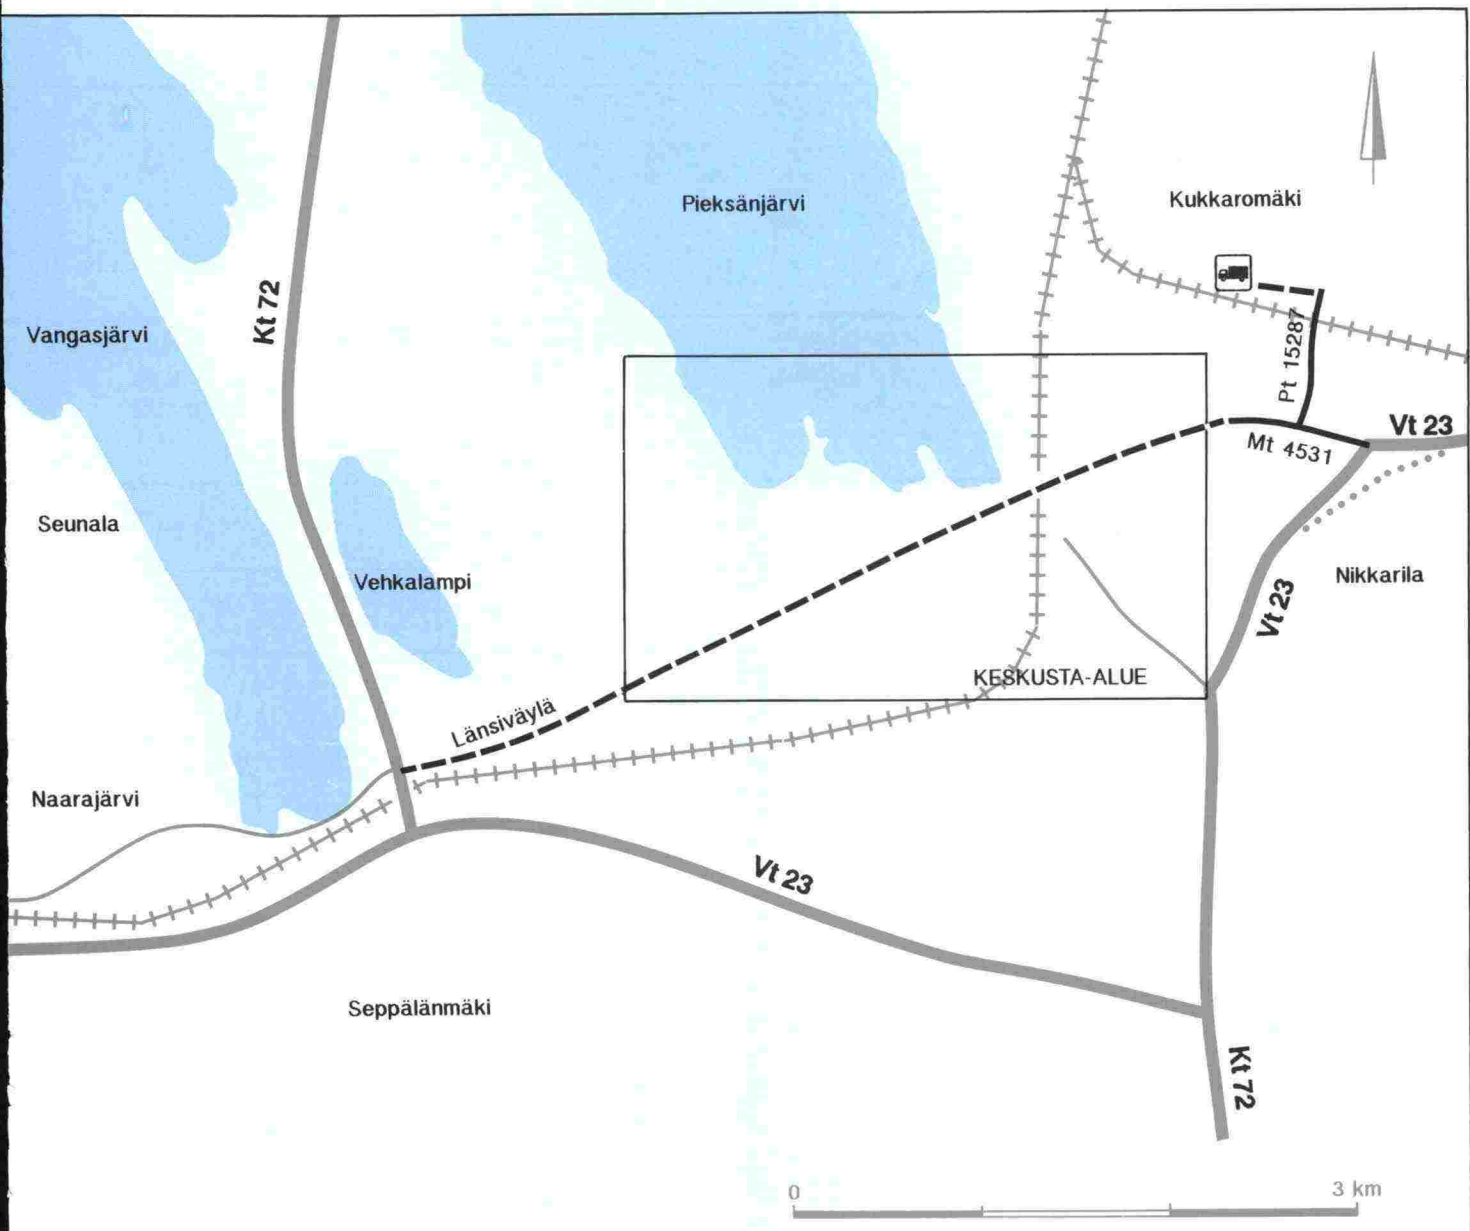 Pieksänjärvi
Kukkaromäki
Kt 72
Vangasjärvi
Pt 15287
Vt 23
Mt 4531
Seunala
Vehkalampi
Nikkarila
Vt 23
KESKUSTA-ALUE
Länsiväylä
Naarajärvi
Vt 23
Seppälänmäki
Kt 72
0
3 km